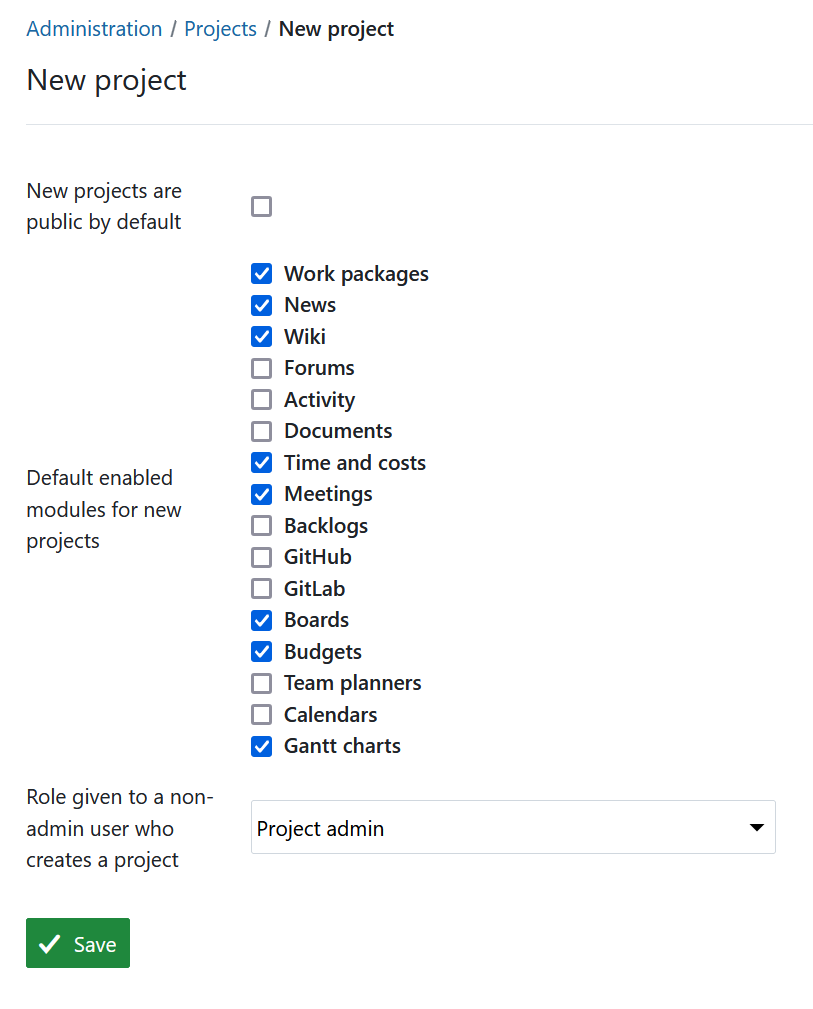 Administration / Projects / New project
New project
New projects are
public by default
Work packages
News
Wiki
Forums
Activity
Documents
Time and costs
Meetings
Backlogs
GitHub
GitLab
Boards
Budgets
Team planners
Calendars
Gantt charts
Default enabled
modules for new
projects
Role given to a non-
admin user who
creates a project
Project admin
Save